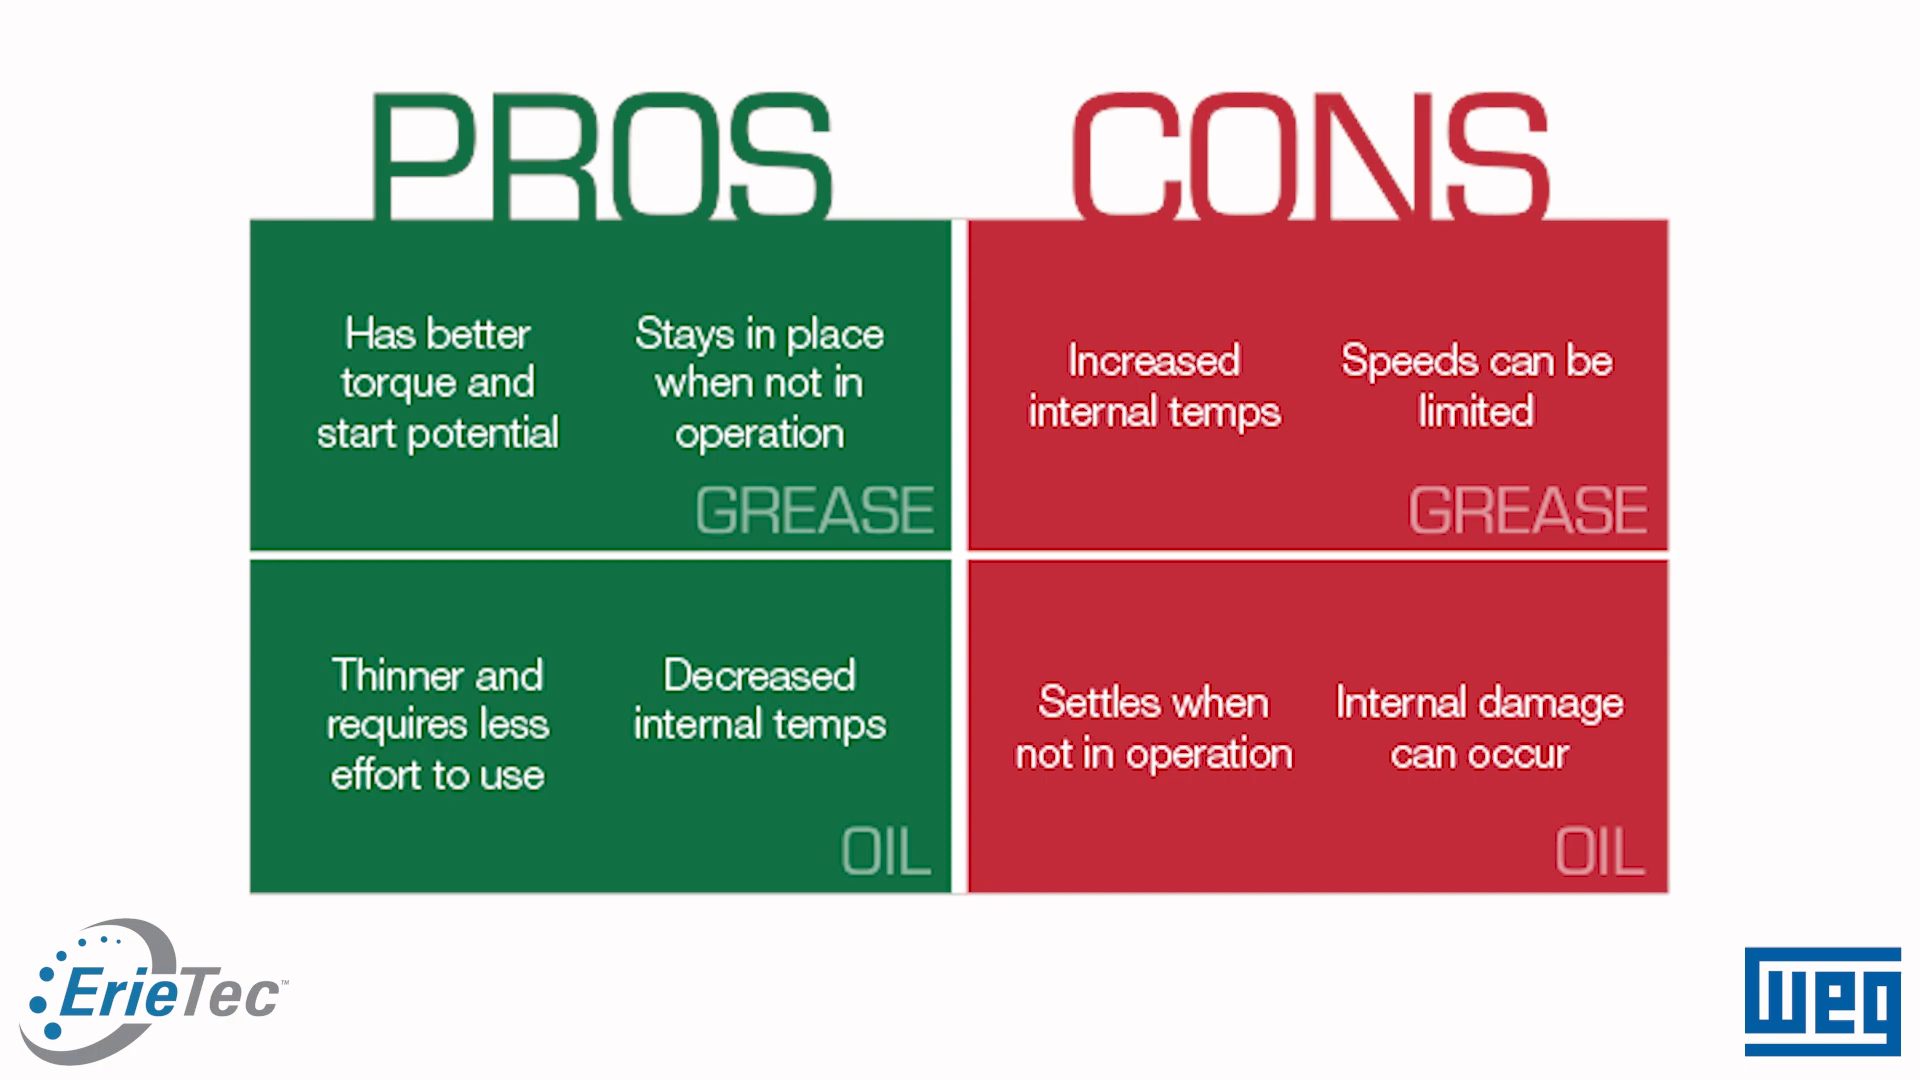 PROS
CONS
Has better
torque and
start potential
Stays in place
when not in
operation
GREASE
Increased
internal temps
Speeds can be
limited
GREASE
Thinner and
requires less
effort to use
Decreased
internal temps
OIL
Settles when
not in operation
Internal damage
can occur
OIL
ErieTec™
weg